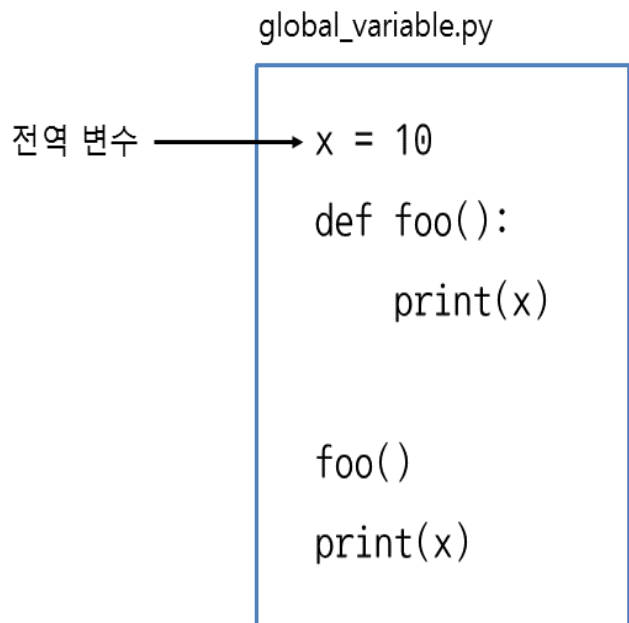 global_variable.py
전역 변수
x = 10
def foo():
    print(x)
foo()
print(x)